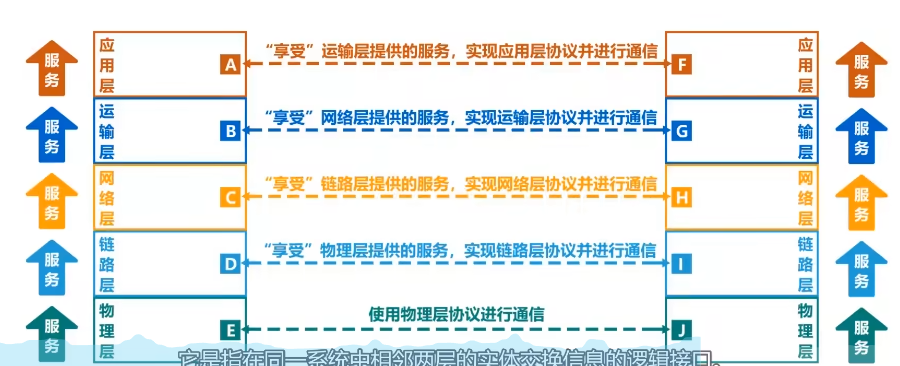 服务 应用层 A “享受”运输层提供的服务，实现应用层协议并进行通信 F 应用层 服务
服务 运输层 B “享受”网络层提供的服务，实现运输层协议并进行通信 G 运输层 服务
服务 网络层 C “享受”链路层提供的服务，实现网络层协议并进行通信 H 网络层 服务
服务 链路层 D “享受”物理层提供的服务，实现链路层协议并进行通信 I 链路层 服务
服务 物理层 E 使用物理层协议进行通信 J 物理层 服务
它是指在同一系统中相邻两层的实体交换信息的逻辑接口。